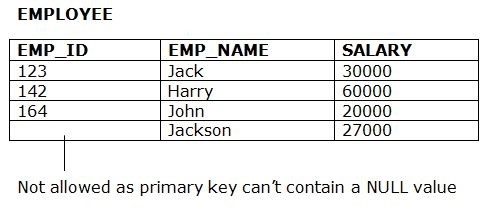 EMPLOYEE
EMP_ID EMP_NAME SALARY
123 Jack 30000
142 Harry 60000
164 John 20000
Jackson 27000
Not allowed as primary key can't contain a NULL value